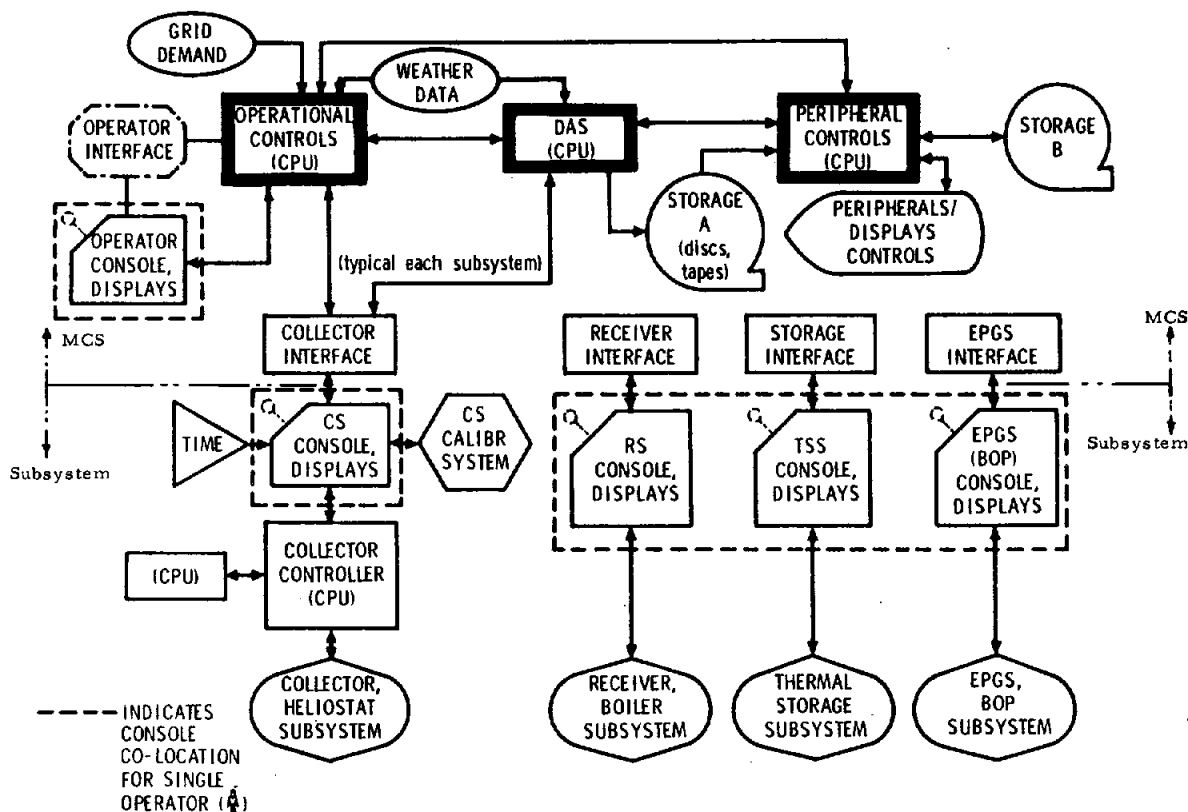 GRID
DEMAND
WEATHER
DATA
OPERATOR
INTERFACE
OPERATIONAL
CONTROLS
(CPU)
DAS
(CPU)
PERIPHERAL
CONTROLS
(CPU)
STORAGE
B
OPERATOR
CONSOLE,
DISPLAYS
(typical each subsystem)
STORAGE
A
(discs,
tapes)
PERIPHERALS/
DISPLAYS
CONTROLS
MCS
MCS
COLLECTOR
INTERFACE
RECEIVER
INTERFACE
STORAGE
INTERFACE
EPGS
INTERFACE
Subsystem
Subsystem
TIME
CS
CONSOLE,
DISPLAYS
CS
CALIBR
SYSTEM
RS
CONSOLE,
DISPLAYS
TSS
CONSOLE,
DISPLAYS
EPGS
(BOP)
CONSOLE,
DISPLAYS
(CPU)
COLLECTOR
CONTROLLER
(CPU)
COLLECTOR,
HELIOSTAT
SUBSYSTEM
RECEIVER,
BOILER
SUBSYSTEM
THERMAL
STORAGE
SUBSYSTEM
EPGS,
BOP
SUBSYSTEM
INDICATES
CONSOLE
CO-LOCATION
FOR SINGLE
OPERATOR ( )